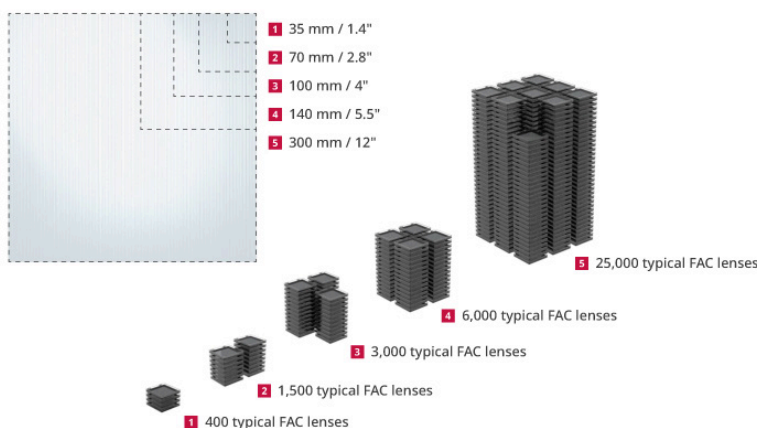 1 35 mm / 1.4"
2 70 mm / 2.8"
3 100 mm / 4"
4 140 mm / 5.5"
5 300 mm / 12"
5 25,000 typical FAC lenses
4 6,000 typical FAC lenses
3 3,000 typical FAC lenses
2 1,500 typical FAC lenses
1 400 typical FAC lenses